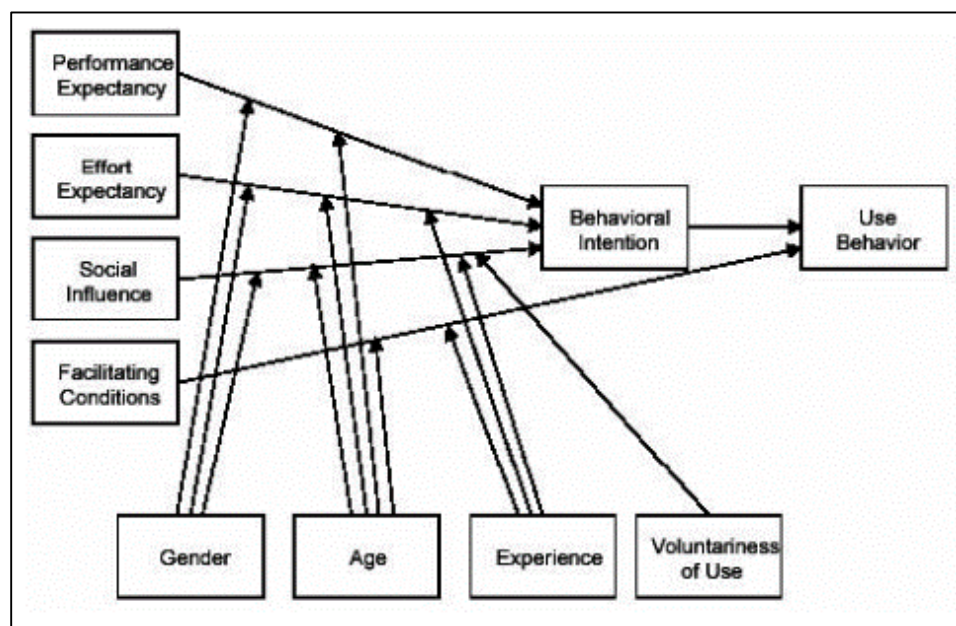 Performance
Expectancy
Effort
Expectancy
Social
Influence
Facilitating
Conditions
Behavioral
Intention
Use
Behavior
Gender
Age
Experience
Voluntariness
of Use